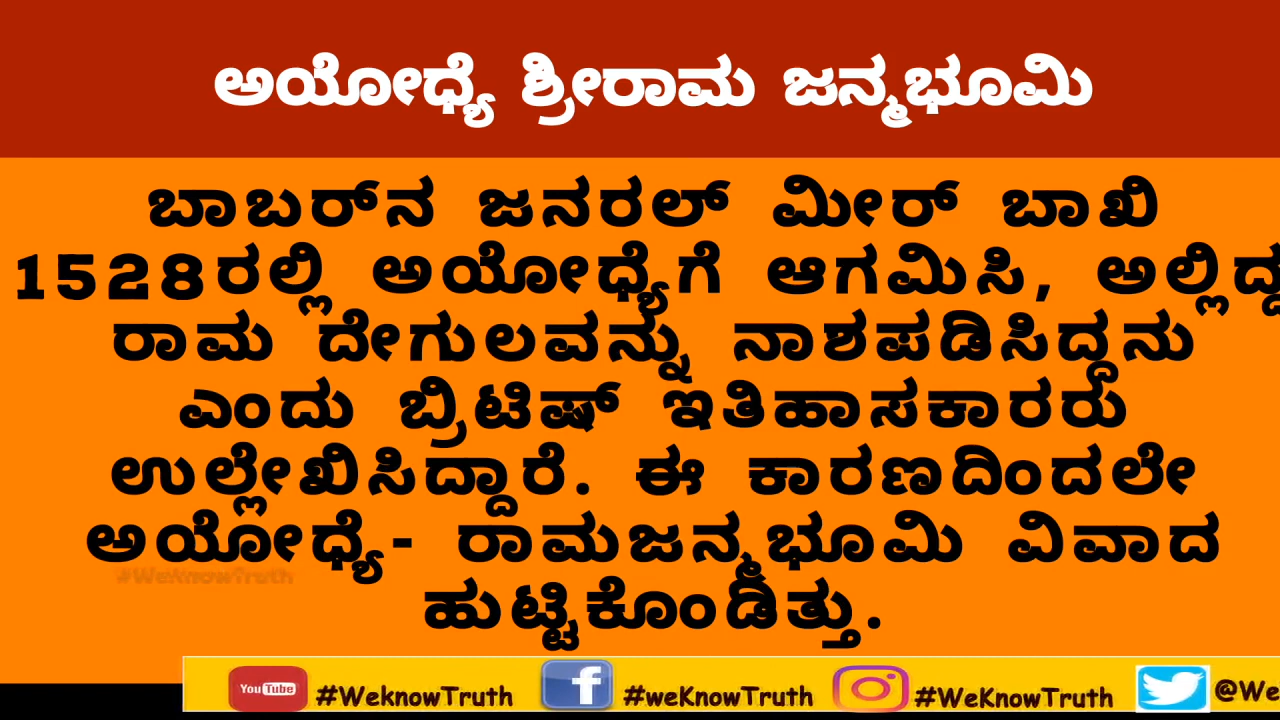 ಅಯೋಧ್ಯೆ ಶ್ರೀರಾಮ ಜನ್ಮಭೂಮಿ
ಬಾಬರ್‌ನ ಜನರಲ್ ಮೀರ್ ಬಾಖಿ
1528ರಲ್ಲಿ ಅಯೋಧ್ಯೆಗೆ ಆಗಮಿಸಿ, ಅಲ್ಲಿದ್ದ
ರಾಮ ದೇಗುಲವನ್ನು ನಾಶಪಡಿಸಿದ್ದನು
ಎಂದು ಬ್ರಿಟಿಷ್ ಇತಿಹಾಸಕಾರರು
ಉಲ್ಲೇಖಿಸಿದ್ದಾರೆ. ಈ ಕಾರಣದಿಂದಲೇ
ಅಯೋಧ್ಯೆ- ರಾಮಜನ್ಮಭೂಮಿ ವಿವಾದ
#WeKnowTruth
ಹುಟ್ಟಿಕೊಂಡಿತ್ತು.
YouTube #WeknowTruth #weKnowTruth #WeKnowTruth @We